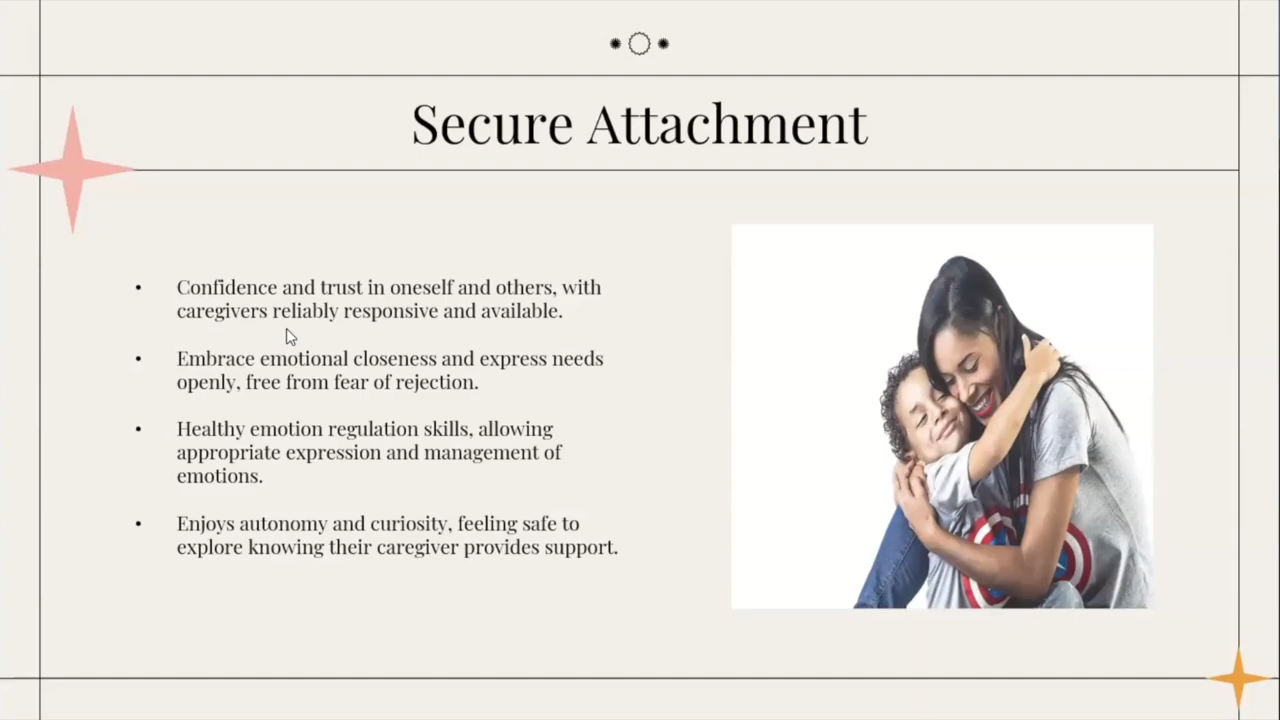 Secure Attachment
• Confidence and trust in oneself and others, with
caregivers reliably responsive and available.
• Embrace emotional closeness and express needs
openly, free from fear of rejection.
• Healthy emotion regulation skills, allowing
appropriate expression and management of
emotions.
• Enjoys autonomy and curiosity, feeling safe to
explore knowing their caregiver provides support.